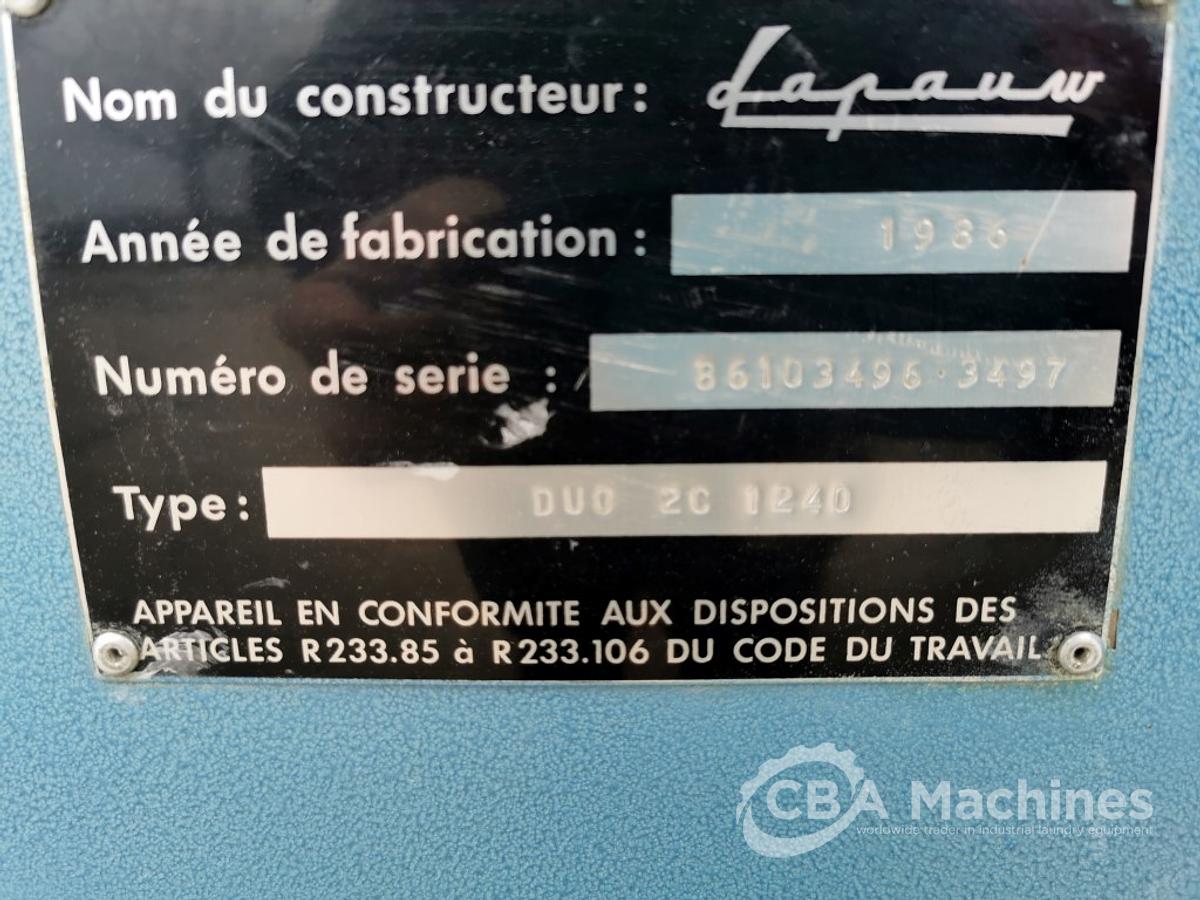 Nom du constructeur: Lapauw
Année de fabrication : 1986
Numéro de serie : 86103496.3497
Type: DUO 2C 1240
APPAREIL EN CONFORMITE AUX DISPOSITIONS DES
ARTICLES R233.85 à R233.106 DU CODE DU TRAVAIL
CBA Machines
worldwide trader in industrial laundry equipment